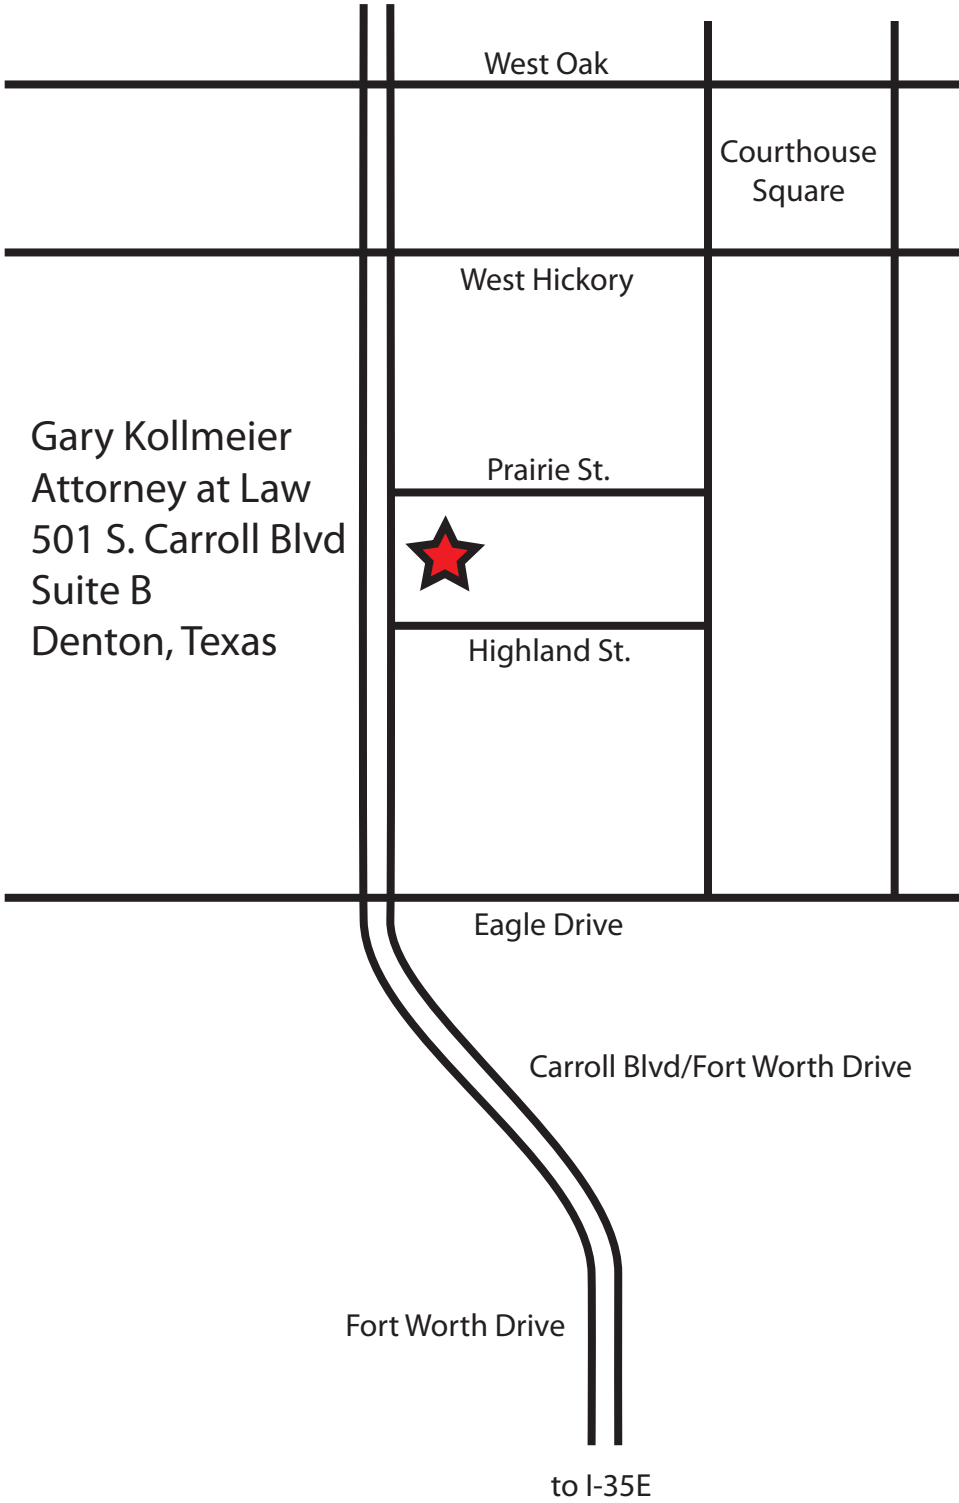 West Oak
Courthouse
Square
West Hickory
Gary Kollmeier
Attorney at Law
501 S. Carroll Blvd
Suite B
Denton, Texas
Prairie St.
Highland St.
Eagle Drive
Carroll Blvd/Fort Worth Drive
Fort Worth Drive
to I-35E